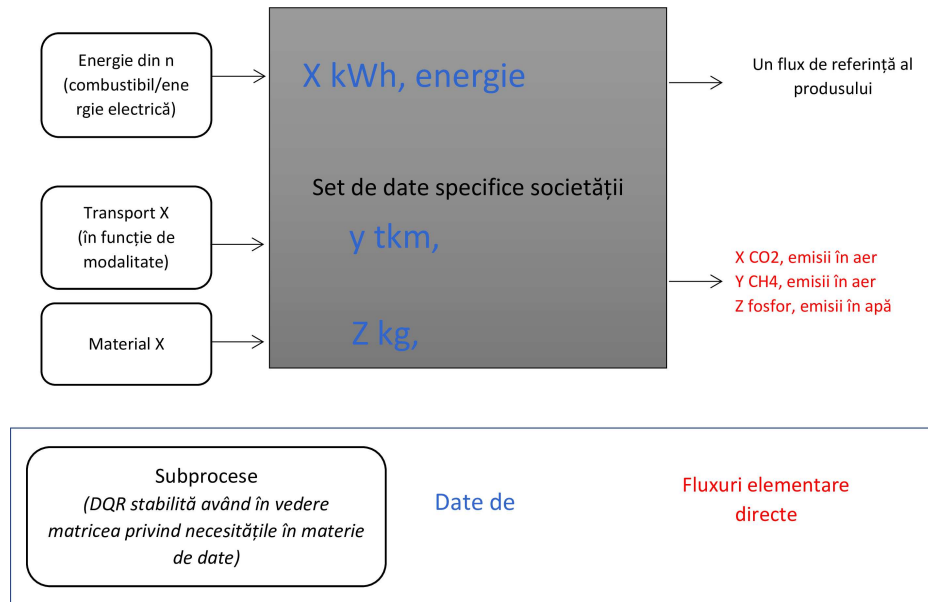 Energie din n
(combustibil/ene
rgie electrică)
X kWh, energie
Un flux de referință al
produsului
Set de date specifice societății
Transport X
(în funcție de
modalitate)
y tkm,
X CO2, emisii în aer
Y CH4, emisii în aer
Z fosfor, emisii în apă
Material X
Z kg,
Subprocese
(DQR stabilită având în vedere
matricea privind necesitățile în materie
de date)
Date de
Fluxuri elementare
directe